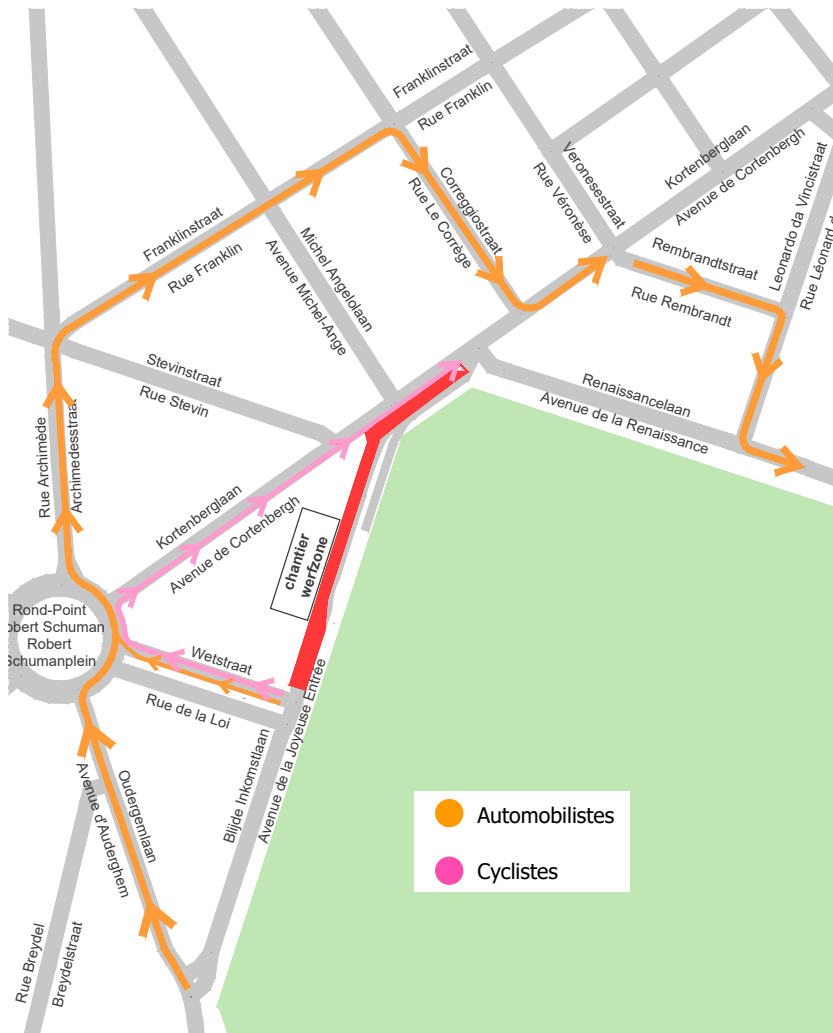 Franklinstraat
Rue Franklin
Correggiostraat
Rue Le Corrège
Veronesestraat
Rue Véronèse
Kortenberglaan
Avenue de Cortenbergh
Leonardo da Vincistraat
Rue Léonard d
Rembrandtstraat
Rue Rembrandt
Franklinstraat
Rue Franklin
Michel Angelolaan
Avenue Michel-Ange
Stevinstraat
Rue Stevin
Renaissancelaan
Avenue de la Renaissance
Rue Archimède
Archimedesstraat
Kortenberglaan
Avenue de Cortenbergh
chantier
werfzone
Rond-Point
obert Schuman
Robert
Schumanplein
Wetstraat
Rue de la Loi
Blijde Inkomstlaan
Avenue de la Joyeuse Entrée
Oudergemlaan
Avenue d'Auderghem
Rue Breydel
Breydelstraat
Automobilistes
Cyclistes